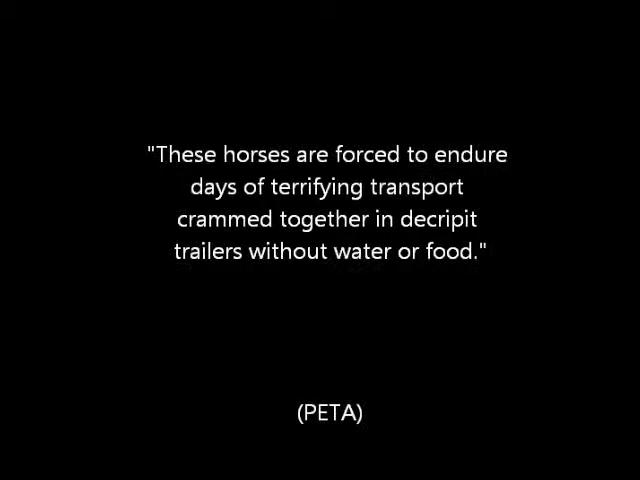 "These horses are forced to endure
days of terrifying transport
crammed together in decripit
trailers without water or food."
(PETA)